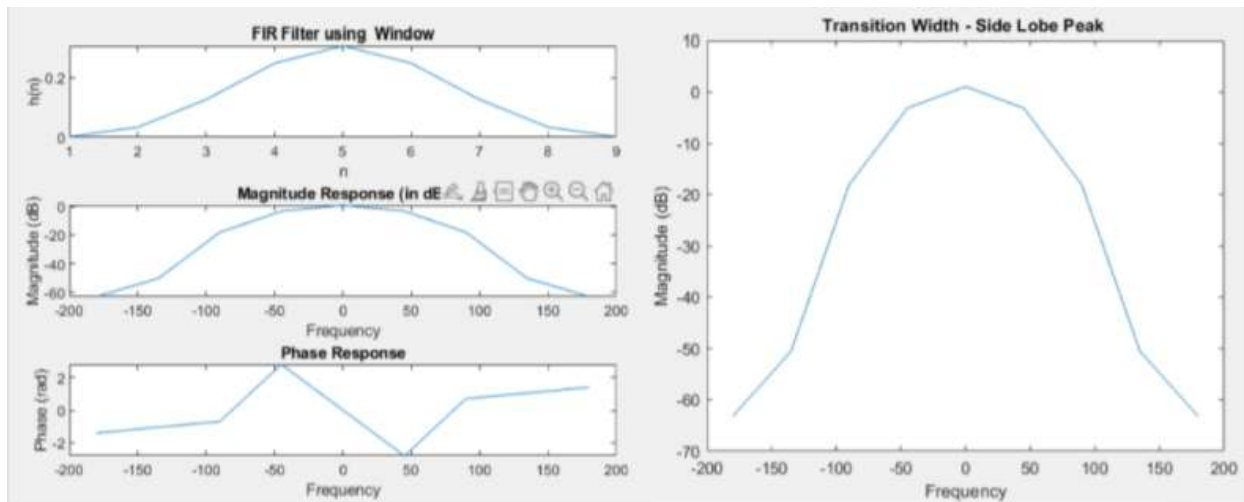 FIR Filter using Window
h(n)
0.2
0
1 2 3 4 5 6 7 8 9
n
Magnitude Response (in dB
Magnitude (dB)
0
-20
-40
-60
-200 -150 -100 -50 0 50 100 150 200
Frequency
Phase Response
Phase (rad)
2
0
-2
-200 -150 -100 -50 0 50 100 150 200
Frequency
Transition Width - Side Lobe Peak
Magnitude (dB)
10
0
-10
-20
-30
-40
-50
-60
-70
-200 -150 -100 -50 0 50 100 150 200
Frequency